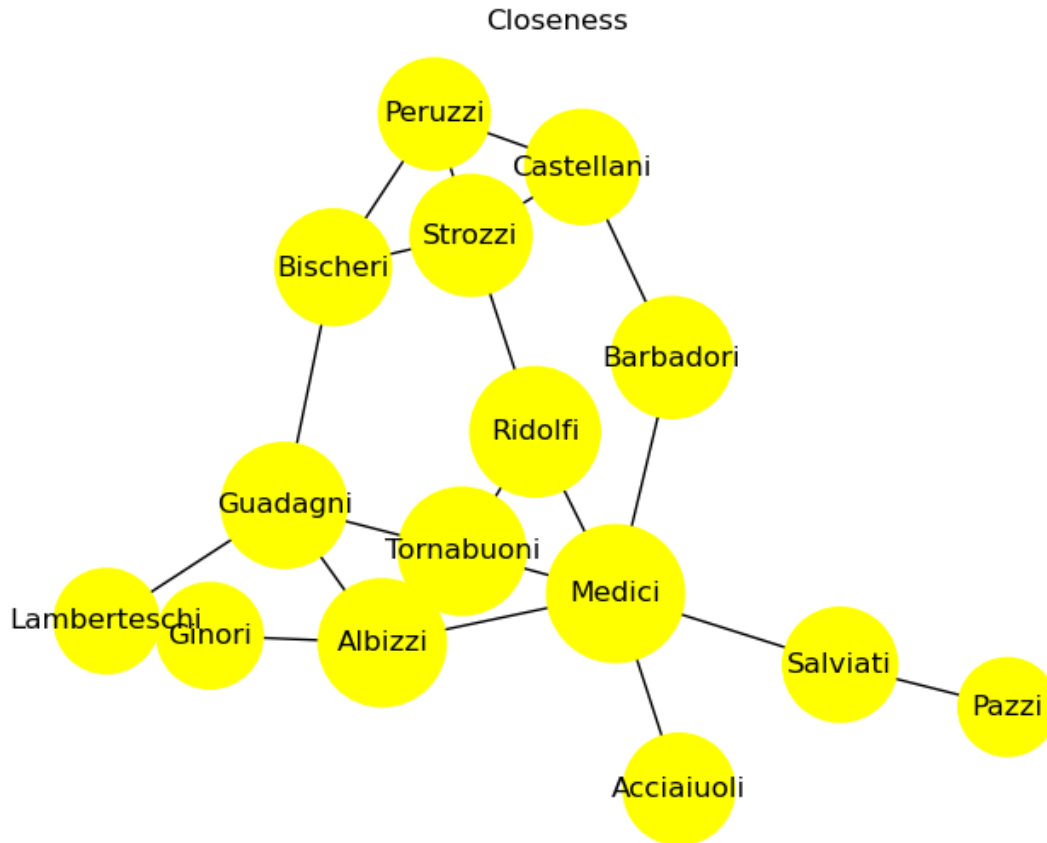 Closeness
Peruzzi
Castellani
Strozzi
Bischeri
Barbadori
Ridolfi
Guadagni
Tornabuoni
Medici
Lamberteschi
Ginori
Albizzi
Salviati
Pazzi
Acciaiuoli